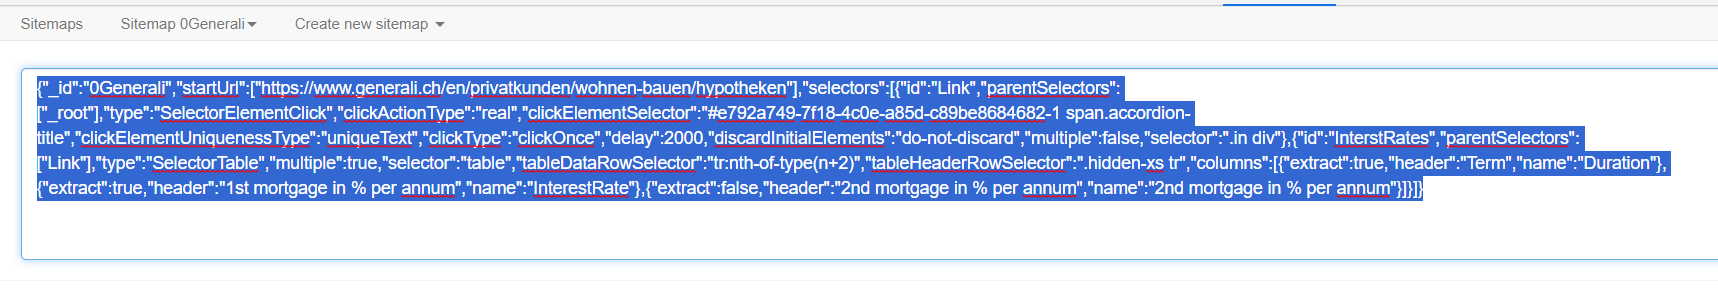 Sitemaps Sitemap 0Generali Create new sitemap
{"_id":"0Generali","startUrl":["https://www.generali.ch/en/privatkunden/wohnen-bauen/hypotheken"],"selectors":[{"id":"Link","parentSelectors":
["_root"],"type":"SelectorElementClick","clickActionType":"real","clickElementSelector":"#e792a749-7f18-4c0e-a85d-c89be8684682-1 span.accordion-
title","clickElementUniquenessType":"uniqueText","clickType":"clickOnce","delay":2000,"discardInitialElements":"do-not-discard","multiple":false,"selector":".in div"},{"id":"InterstRates","parentSelectors":
["Link"],"type":"SelectorTable","multiple":true,"selector":"table","tableDataRowSelector":"tr:nth-of-type(n+2)","tableHeaderRowSelector":".hidden-xs tr","columns":[{"extract":true,"header":"Term","name":"Duration"},
{"extract":true,"header":"1st mortgage in % per annum","name":"InterestRate"},{"extract":false,"header":"2nd mortgage in % per annum","name":"2nd mortgage in % per annum"}]}]}